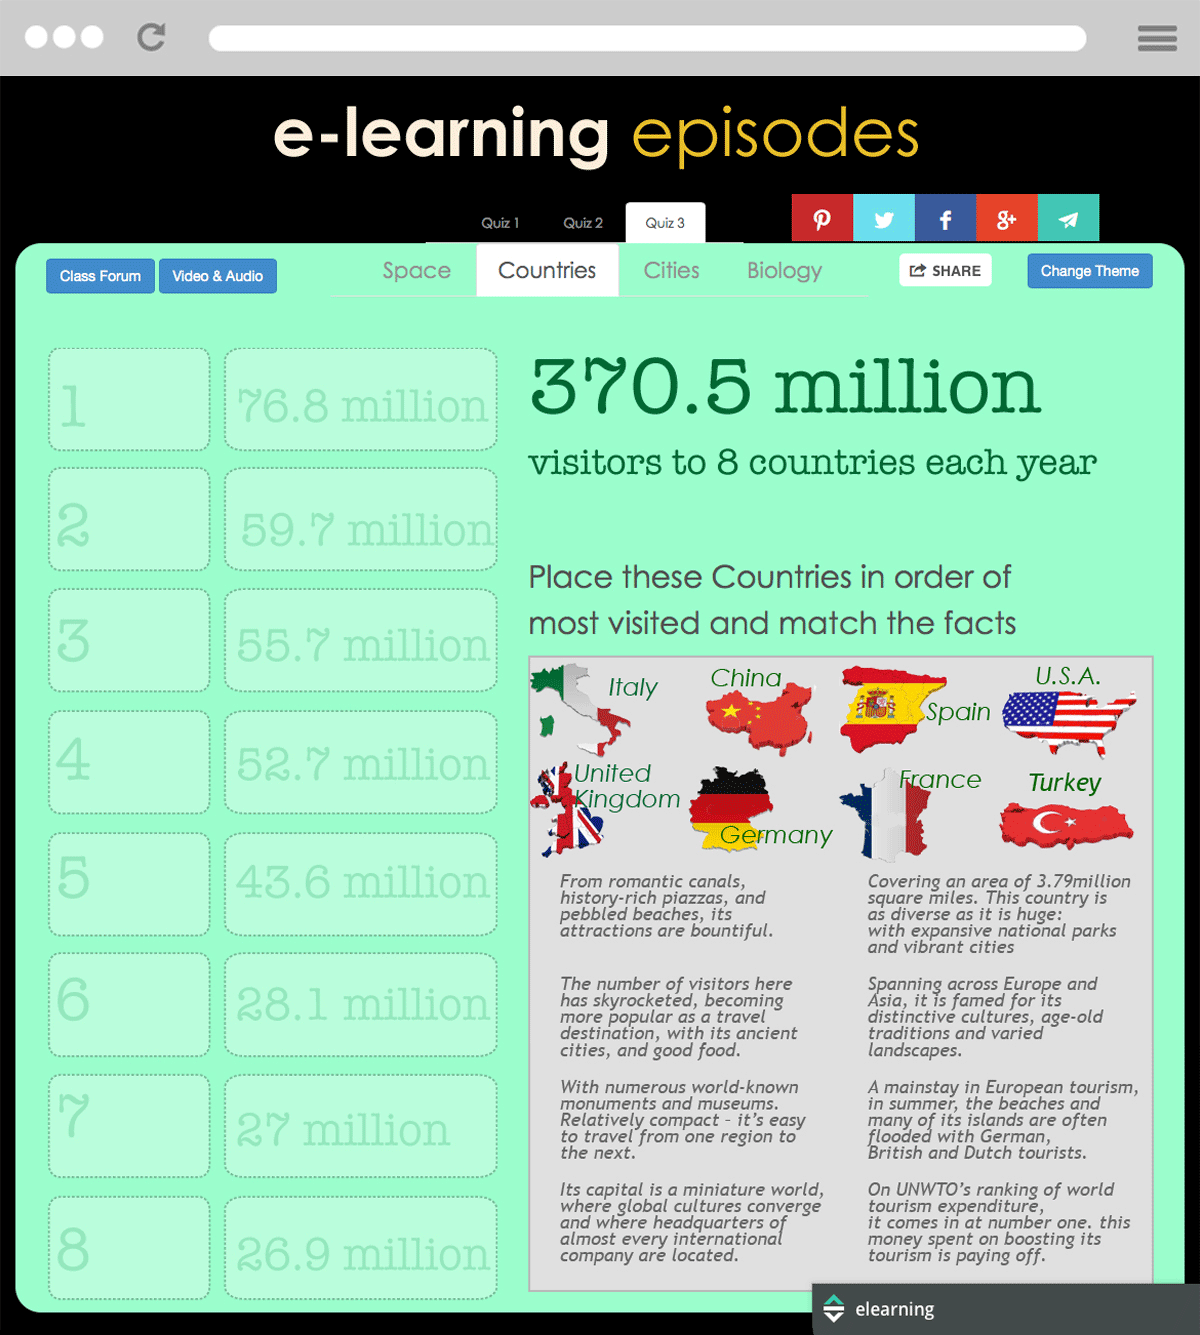 e-learning episodes
Quiz 1
Quiz 2
Quiz 3
Class Forum
Video & Audio
Space
Countries
Cities
Biology
SHARE
Change Theme
1
76.8 million
2
59.7 million
3
55.7 million
4
52.7 million
5
43.6 million
6
28.1 million
7
27 million
8
26.9 million
370.5 million
visitors to 8 countries each year
Place these Countries in order of
most visited and match the facts
Italy
China
Spain
U.S.A.
United
Kingdom
Germany
France
Turkey
From romantic canals,
history-rich piazzas, and
pebbled beaches, its
attractions are bountiful.
Covering an area of 3.79million
square miles. This country is
as diverse as it is huge:
with expansive national parks
and vibrant cities
The number of visitors here
has skyrocketed, becoming
more popular as a travel
destination, with its ancient
cities, and good food.
Spanning across Europe and
Asia, it is famed for its
distinctive cultures, age-old
traditions and varied
landscapes.
With numerous world-known
monuments and museums.
Relatively compact – it's easy
to travel from one region to
the next.
A mainstay in European tourism,
in summer, the beaches and
many of its islands are often
flooded with German,
British and Dutch tourists.
Its capital is a miniature world,
where global cultures converge
and where headquarters of
almost every international
company are located.
On UNWTO's ranking of world
tourism expenditure,
it comes in at number one. this
money spent on boosting its
tourism is paying off.
elearning